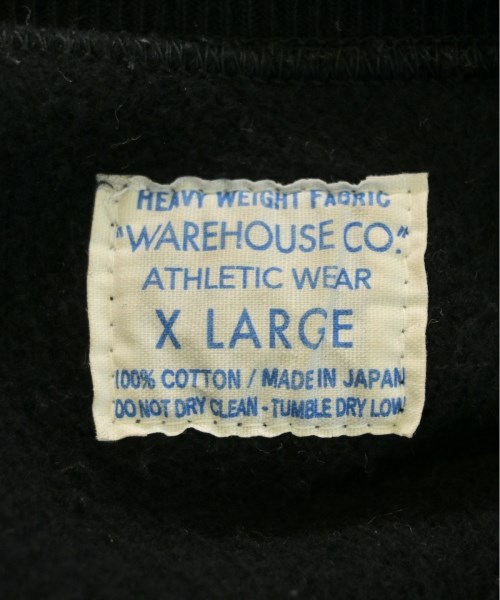 HEAVY WEIGHT FABRIC
"WAREHOUSE CO."
ATHLETIC WEAR
X LARGE
100% COTTON / MADE IN JAPAN
DO NOT DRY CLEAN - TUMBLE DRY LOW